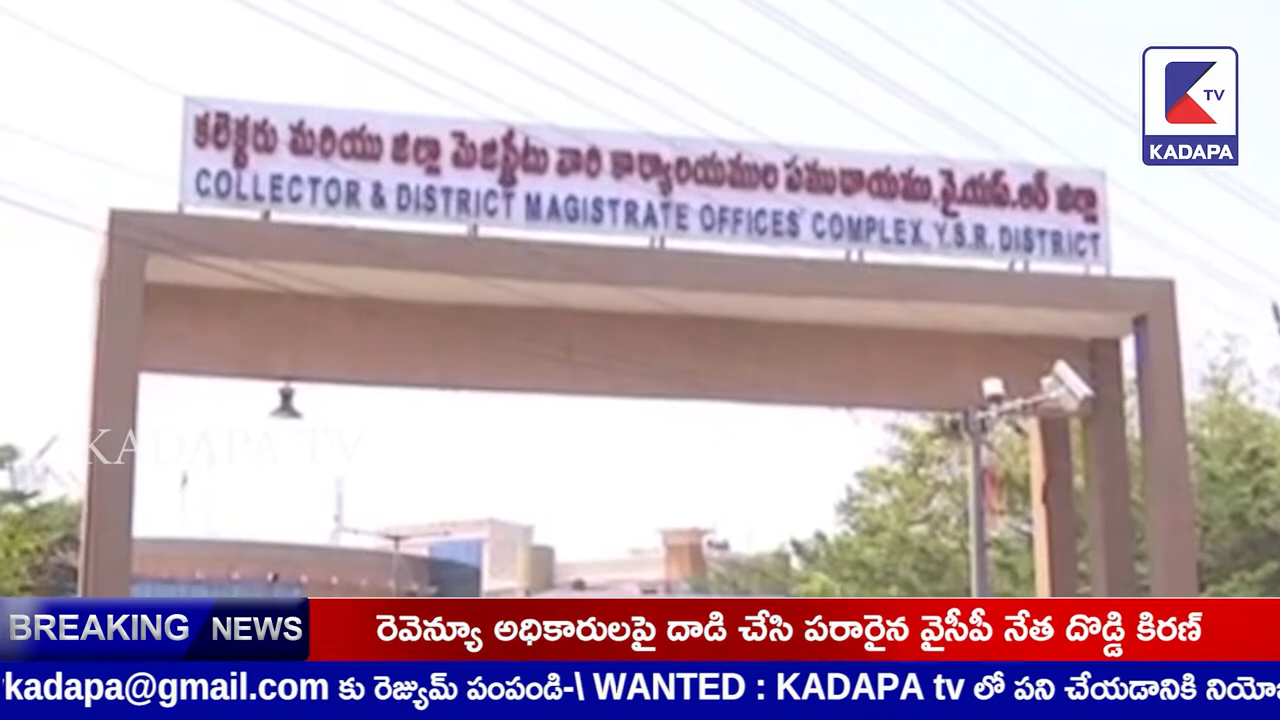 TV
KADAPA
కలెక్టరు మరియు జిల్లా మెజిస్ట్రేటు వారి కార్యాలయముల సముదాయము,వై.యస్.ఆర్ జిల్లా
COLLECTOR & DISTRICT MAGISTRATE OFFICES COMPLEX, Y.S.R. DISTRICT
KADAPA TV
BREAKING NEWS
రెవెన్యూ అధికారులపై దాడి చేసి పరారైన వైసీపీ నేత దొడ్డి కిరణ్
kadapa@gmail.com కు రెజ్యుమ్ పంపండి-\ WANTED : KADAPA tv లో పని చేయడానికి